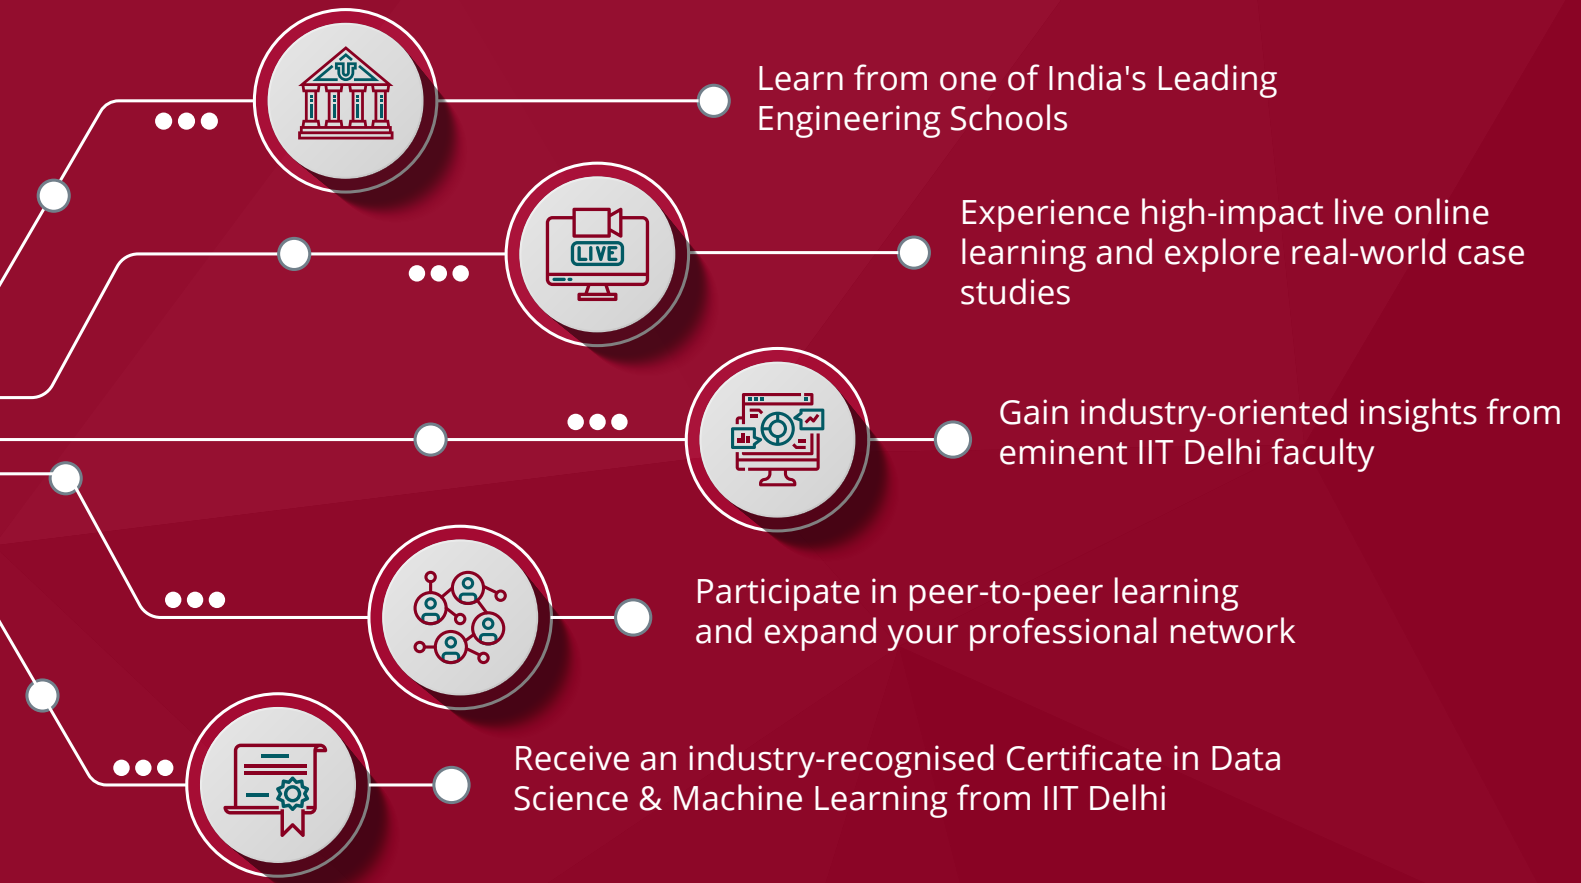 Learn from one of India's Leading
Engineering Schools
LIVE
Experience high-impact live online
learning and explore real-world case
studies
Gain industry-oriented insights from
eminent IIT Delhi faculty
Participate in peer-to-peer learning
and expand your professional network
Receive an industry-recognised Certificate in Data
Science & Machine Learning from IIT Delhi